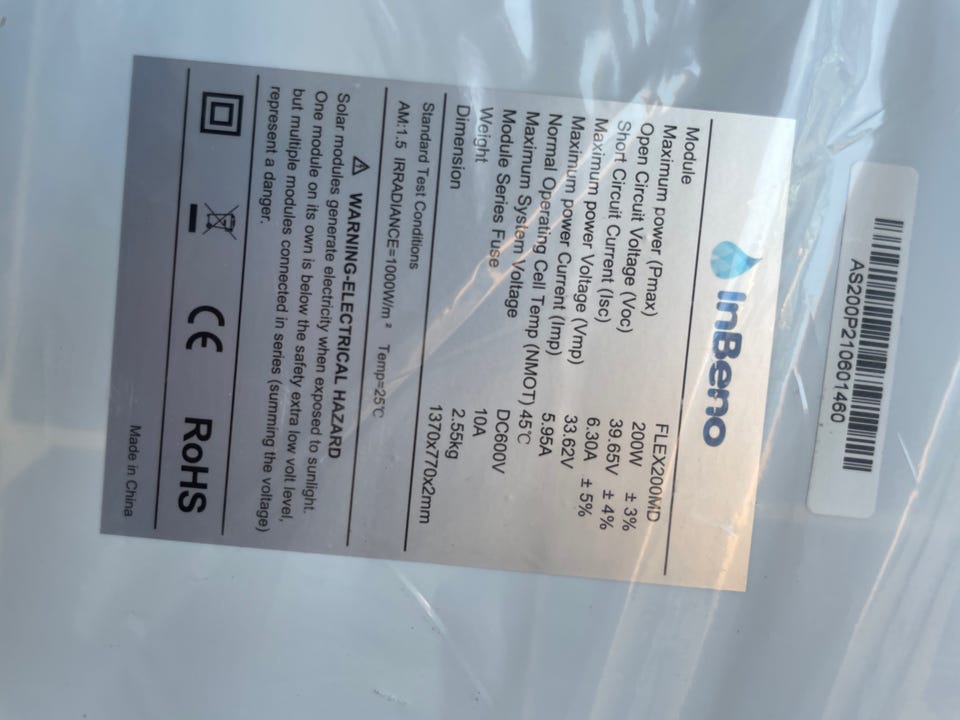 AS200P210601460
InBeno
Module FLEX200MD
Maximum power (Pmax) 200W ± 3%
Open Circuit Voltage (Voc) 39.65V ± 4%
Short Circuit Current (Isc) 6.30A ± 5%
Maximum power Voltage (Vmp) 33.62V
Maximum power Current (Imp) 5.95A
Normal Operating Cell Temp (NMOT) 45℃
Maximum System Voltage DC600V
Module Series Fuse 10A
Weight 2.55kg
Dimension 1370x770x2mm
Standard Test Conditions
AM:1.5 IRRADIANCE=1000W/m² Temp=25℃
⚠ WARNING-ELECTRICAL HAZARD
Solar modules generate electricity when exposed to sunlight.
One module on its own is below the safety extra low volt level,
but multiple modules connected in series (summing the voltage)
represent a danger.
CE RoHS
Made in China